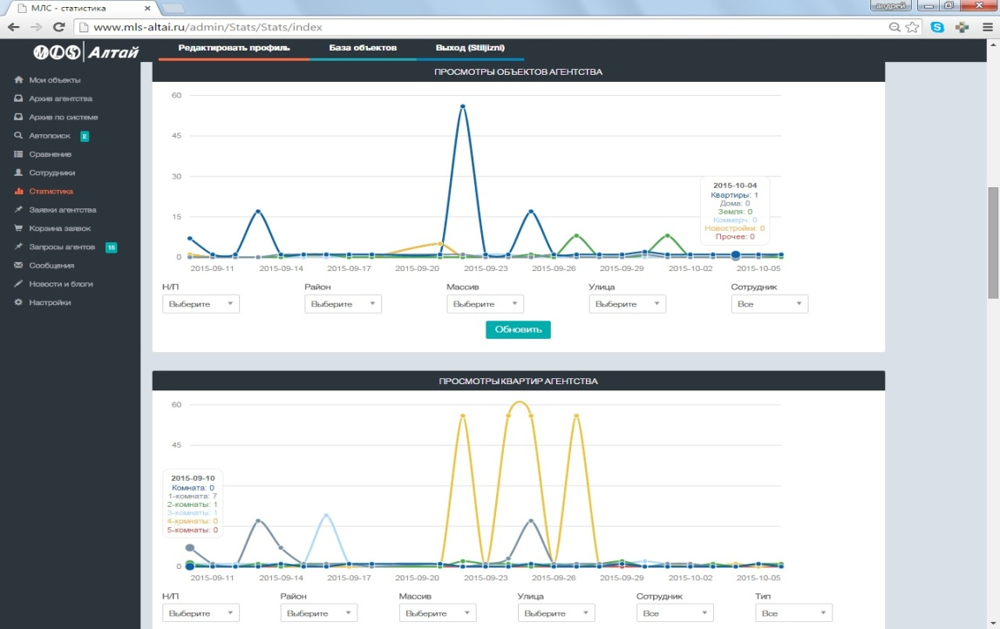 МЛС - статистика
андрей
www.mls-altai.ru/admin/Stats/Stats/index
MLS Алтай
Редактировать профиль
База объектов
Выход (Stiljizni)
Мои объекты
Архив агентства
Архив по системе
Автопоиск 2
Сравнение
Сотрудники
Статистика
Заявки агентства
Корзина заявок
Запросы агентов 15
Сообщения
Новости и блоги
Настройки
ПРОСМОТРЫ ОБЪЕКТОВ АГЕНТСТВА
60
45
30
15
0
2015-10-04
Квартиры: 1
Дома: 0
Земля: 0
Коммерч: 0
Новостройки: 0
Прочее: 0
2015-09-11 2015-09-14 2015-09-17 2015-09-20 2015-09-23 2015-09-26 2015-09-29 2015-10-02 2015-10-05
Н/П Район Массив Улица Сотрудник
Выберите Выберите Выберите Выберите Все
Обновить
ПРОСМОТРЫ КВАРТИР АГЕНТСТВА
60
45
0
2015-09-10
Комната: 0
1-комната: 7
2-комнаты: 1
3-комнаты: 1
4-комнаты: 0
5-комнаты: 0
2015-09-11 2015-09-14 2015-09-17 2015-09-20 2015-09-23 2015-09-26 2015-09-29 2015-10-02 2015-10-05
Н/П Район Массив Улица Сотрудник Тип
Выберите Выберите Выберите Выберите Все Все